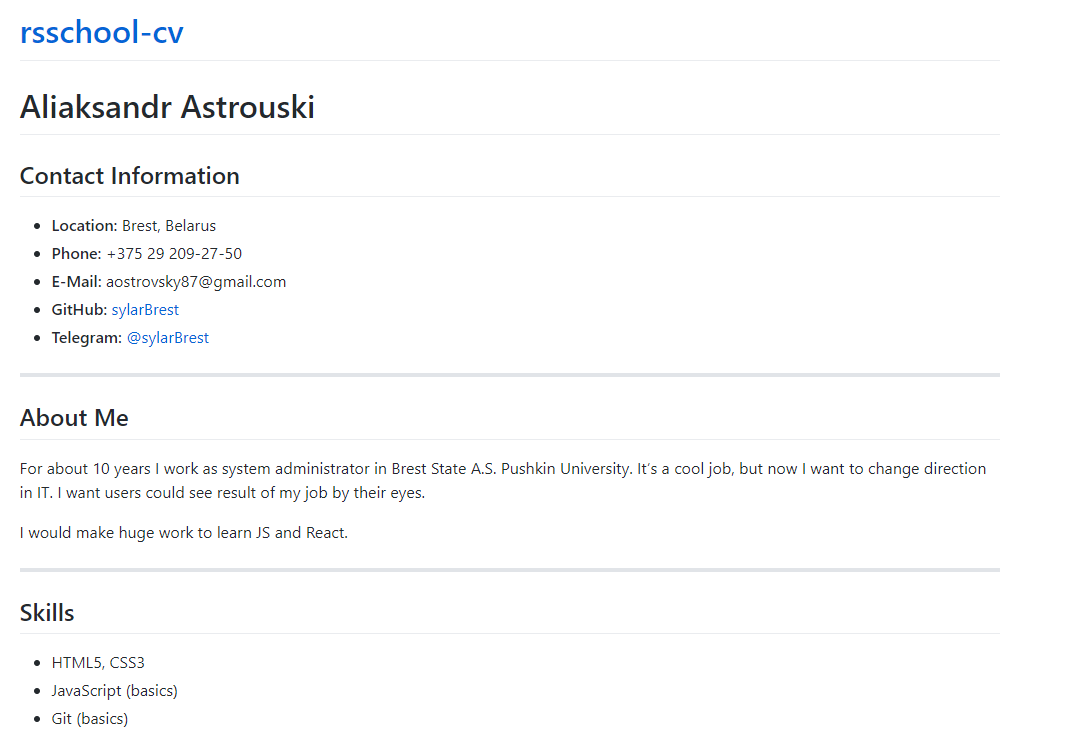 rsschool-cv
Aliaksandr Astrouski
Contact Information
Location: Brest, Belarus
Phone: +375 29 209-27-50
E-Mail: aostrovsky87@gmail.com
GitHub: sylarBrest
Telegram: @sylarBrest
About Me
For about 10 years I work as system administrator in Brest State A.S. Pushkin University. It's a cool job, but now I want to change direction
in IT. I want users could see result of my job by their eyes.
I would make huge work to learn JS and React.
Skills
HTML5, CSS3
JavaScript (basics)
Git (basics)